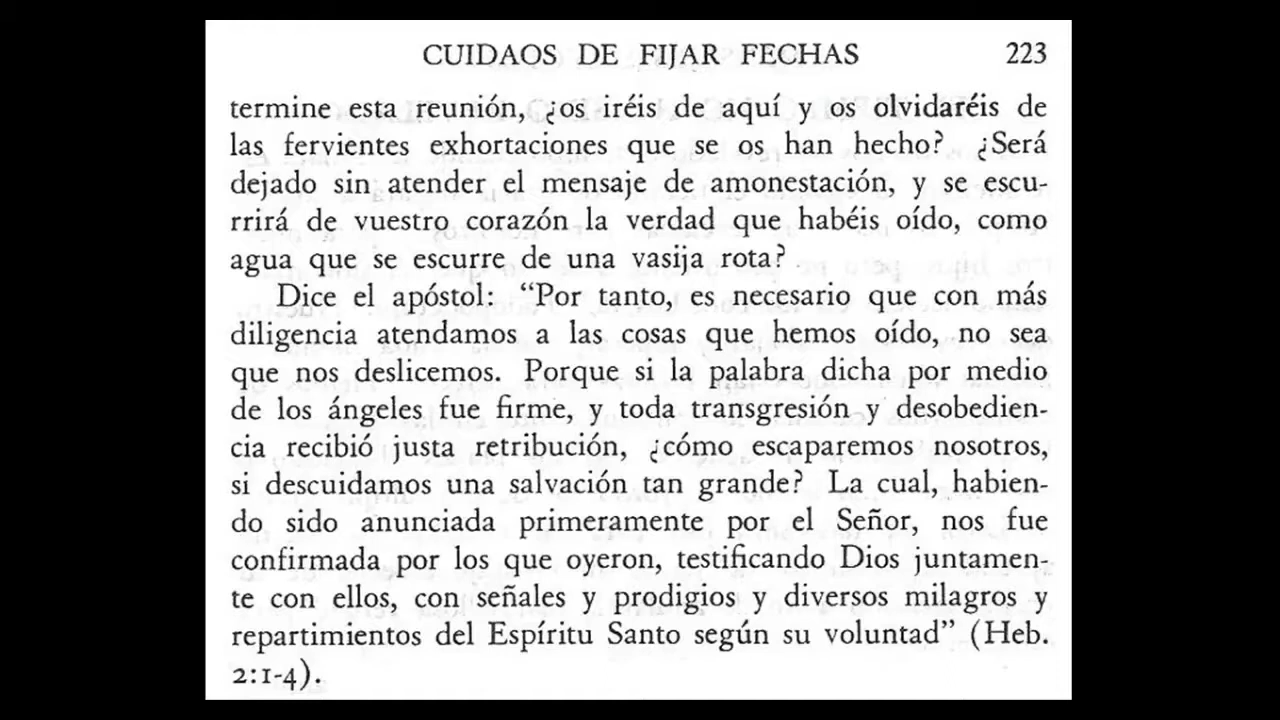 CUIDAOS DE FIJAR FECHAS 223
termine esta reunión, ¿os iréis de aquí y os olvidaréis de
las fervientes exhortaciones que se os han hecho? ¿Será
dejado sin atender el mensaje de amonestación, y se escu-
rrirá de vuestro corazón la verdad que habéis oído, como
agua que se escurre de una vasija rota?
Dice el apóstol: “Por tanto, es necesario que con más
diligencia atendamos a las cosas que hemos oído, no sea
que nos deslicemos. Porque si la palabra dicha por medio
de los ángeles fue firme, y toda transgresión y desobedien-
cia recibió justa retribución, ¿cómo escaparemos nosotros,
si descuidamos una salvación tan grande? La cual, habien-
do sido anunciada primeramente por el Señor, nos fue
confirmada por los que oyeron, testificando Dios juntamen-
te con ellos, con señales y prodigios y diversos milagros y
repartimientos del Espíritu Santo según su voluntad” (Heb.
2:1-4).